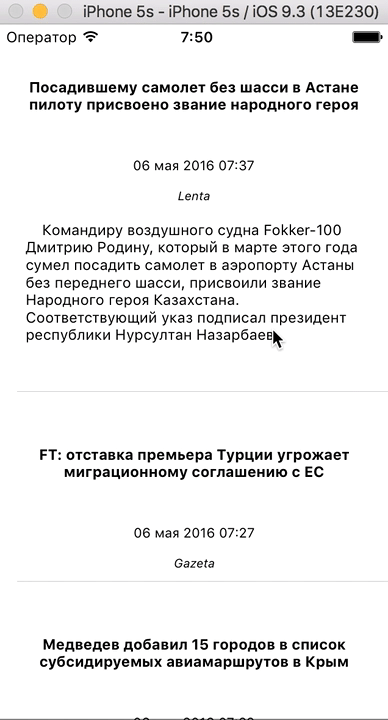 iPhone 5s - iPhone 5s / iOS 9.3 (13E230)
Оператор 7:50
Посадившему самолет без шасси в Астане
пилоту присвоено звание народного героя
06 мая 2016 07:37
Lenta
Командиру воздушного судна Fokker-100
Дмитрию Родину, который в марте этого года
сумел посадить самолет в аэропорту Астаны
без переднего шасси, присвоили звание
Народного героя Казахстана.
Соответствующий указ подписал президент
республики Нурсултан Назарбаев
FT: отставка премьера Турции угрожает
миграционному соглашению с ЕС
06 мая 2016 07:27
Gazeta
Медведев добавил 15 городов в список
субсидируемых авиамаршрутов в Крым